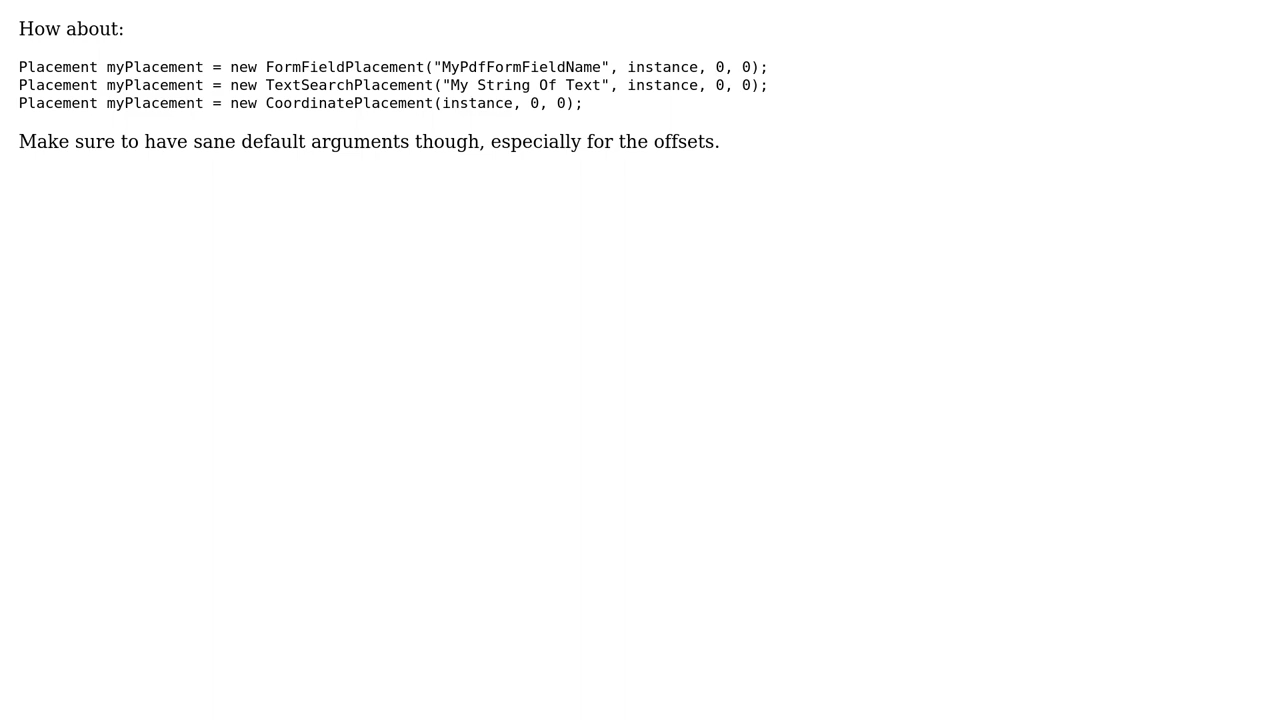 How about:
Placement myPlacement = new FormFieldPlacement("MyPdfFormFieldName", instance, 0, 0);
Placement myPlacement = new TextSearchPlacement("My String Of Text", instance, 0, 0);
Placement myPlacement = new CoordinatePlacement(instance, 0, 0);
Make sure to have sane default arguments though, especially for the offsets.